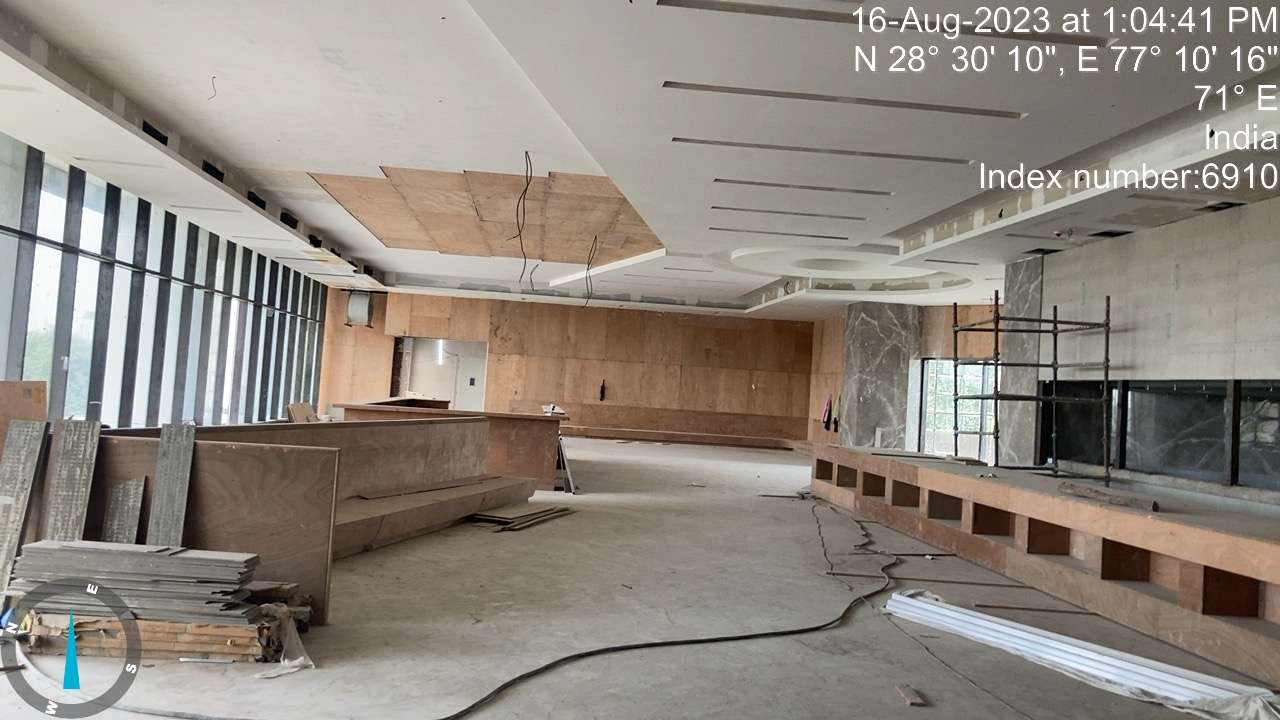 16-Aug-2023 at 1:04:41 PM
N 28° 30' 10", E 77° 10' 16"
71° E
India
Index number:6910
E
N
S
W